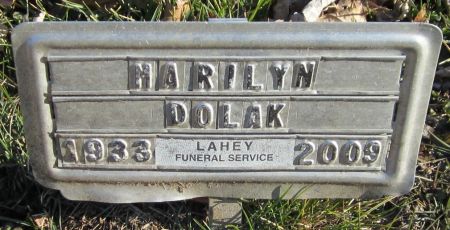 MARILYN
DOLAK
1933 LAHEY FUNERAL SERVICE 2009